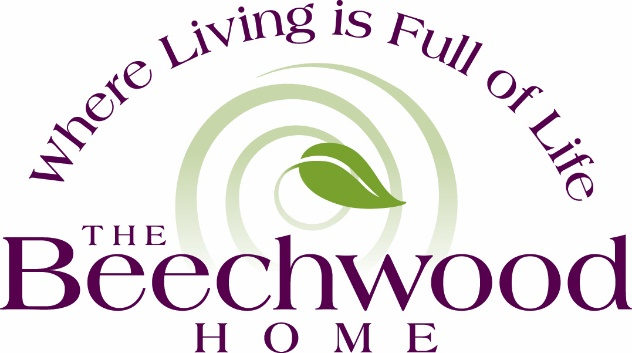 Where Living is Full of Life
THE
Beechwood
HOME